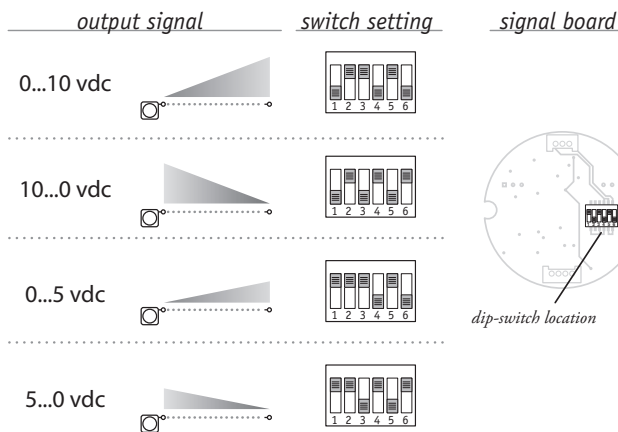 output signal switch setting signal board
0...10 vdc
1 2 3 4 5 6
10...0 vdc
1 2 3 4 5 6
0...5 vdc
1 2 3 4 5 6
dip-switch location
5...0 vdc
1 2 3 4 5 6